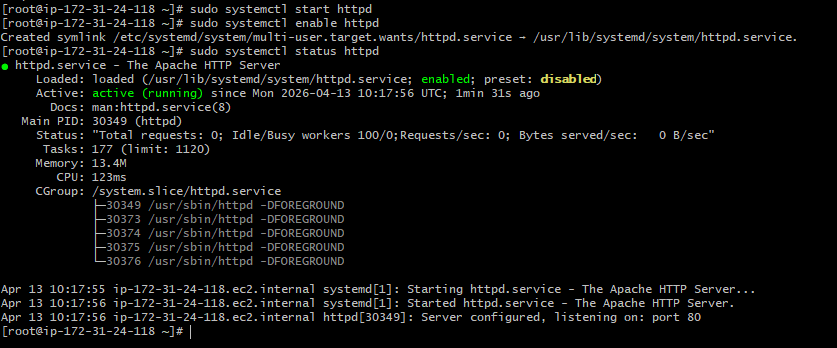 [root@ip-172-31-24-118 ~]# sudo systemctl start httpd
[root@ip-172-31-24-118 ~]# sudo systemctl enable httpd
Created symlink /etc/systemd/system/multi-user.target.wants/httpd.service → /usr/lib/systemd/system/httpd.service.
[root@ip-172-31-24-118 ~]# sudo systemctl status httpd
● httpd.service - The Apache HTTP Server
     Loaded: loaded (/usr/lib/systemd/system/httpd.service; enabled; preset: disabled)
     Active: active (running) since Mon 2026-04-13 10:17:56 UTC; 1min 31s ago
       Docs: man:httpd.service(8)
   Main PID: 30349 (httpd)
     Status: "Total requests: 0; Idle/Busy workers 100/0;Requests/sec: 0; Bytes served/sec:   0 B/sec"
      Tasks: 177 (limit: 1120)
     Memory: 13.4M
        CPU: 123ms
     CGroup: /system.slice/httpd.service
             ├─30349 /usr/sbin/httpd -DFOREGROUND
             ├─30373 /usr/sbin/httpd -DFOREGROUND
             ├─30374 /usr/sbin/httpd -DFOREGROUND
             ├─30375 /usr/sbin/httpd -DFOREGROUND
             └─30376 /usr/sbin/httpd -DFOREGROUND
Apr 13 10:17:55 ip-172-31-24-118.ec2.internal systemd[1]: Starting httpd.service - The Apache HTTP Server...
Apr 13 10:17:56 ip-172-31-24-118.ec2.internal systemd[1]: Started httpd.service - The Apache HTTP Server.
Apr 13 10:17:56 ip-172-31-24-118.ec2.internal httpd[30349]: Server configured, listening on: port 80
[root@ip-172-31-24-118 ~]#